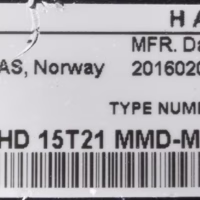 H A
MFR. Da
AS, Norway 2016020
TYPE NUM
HD 15T21 MMD-M